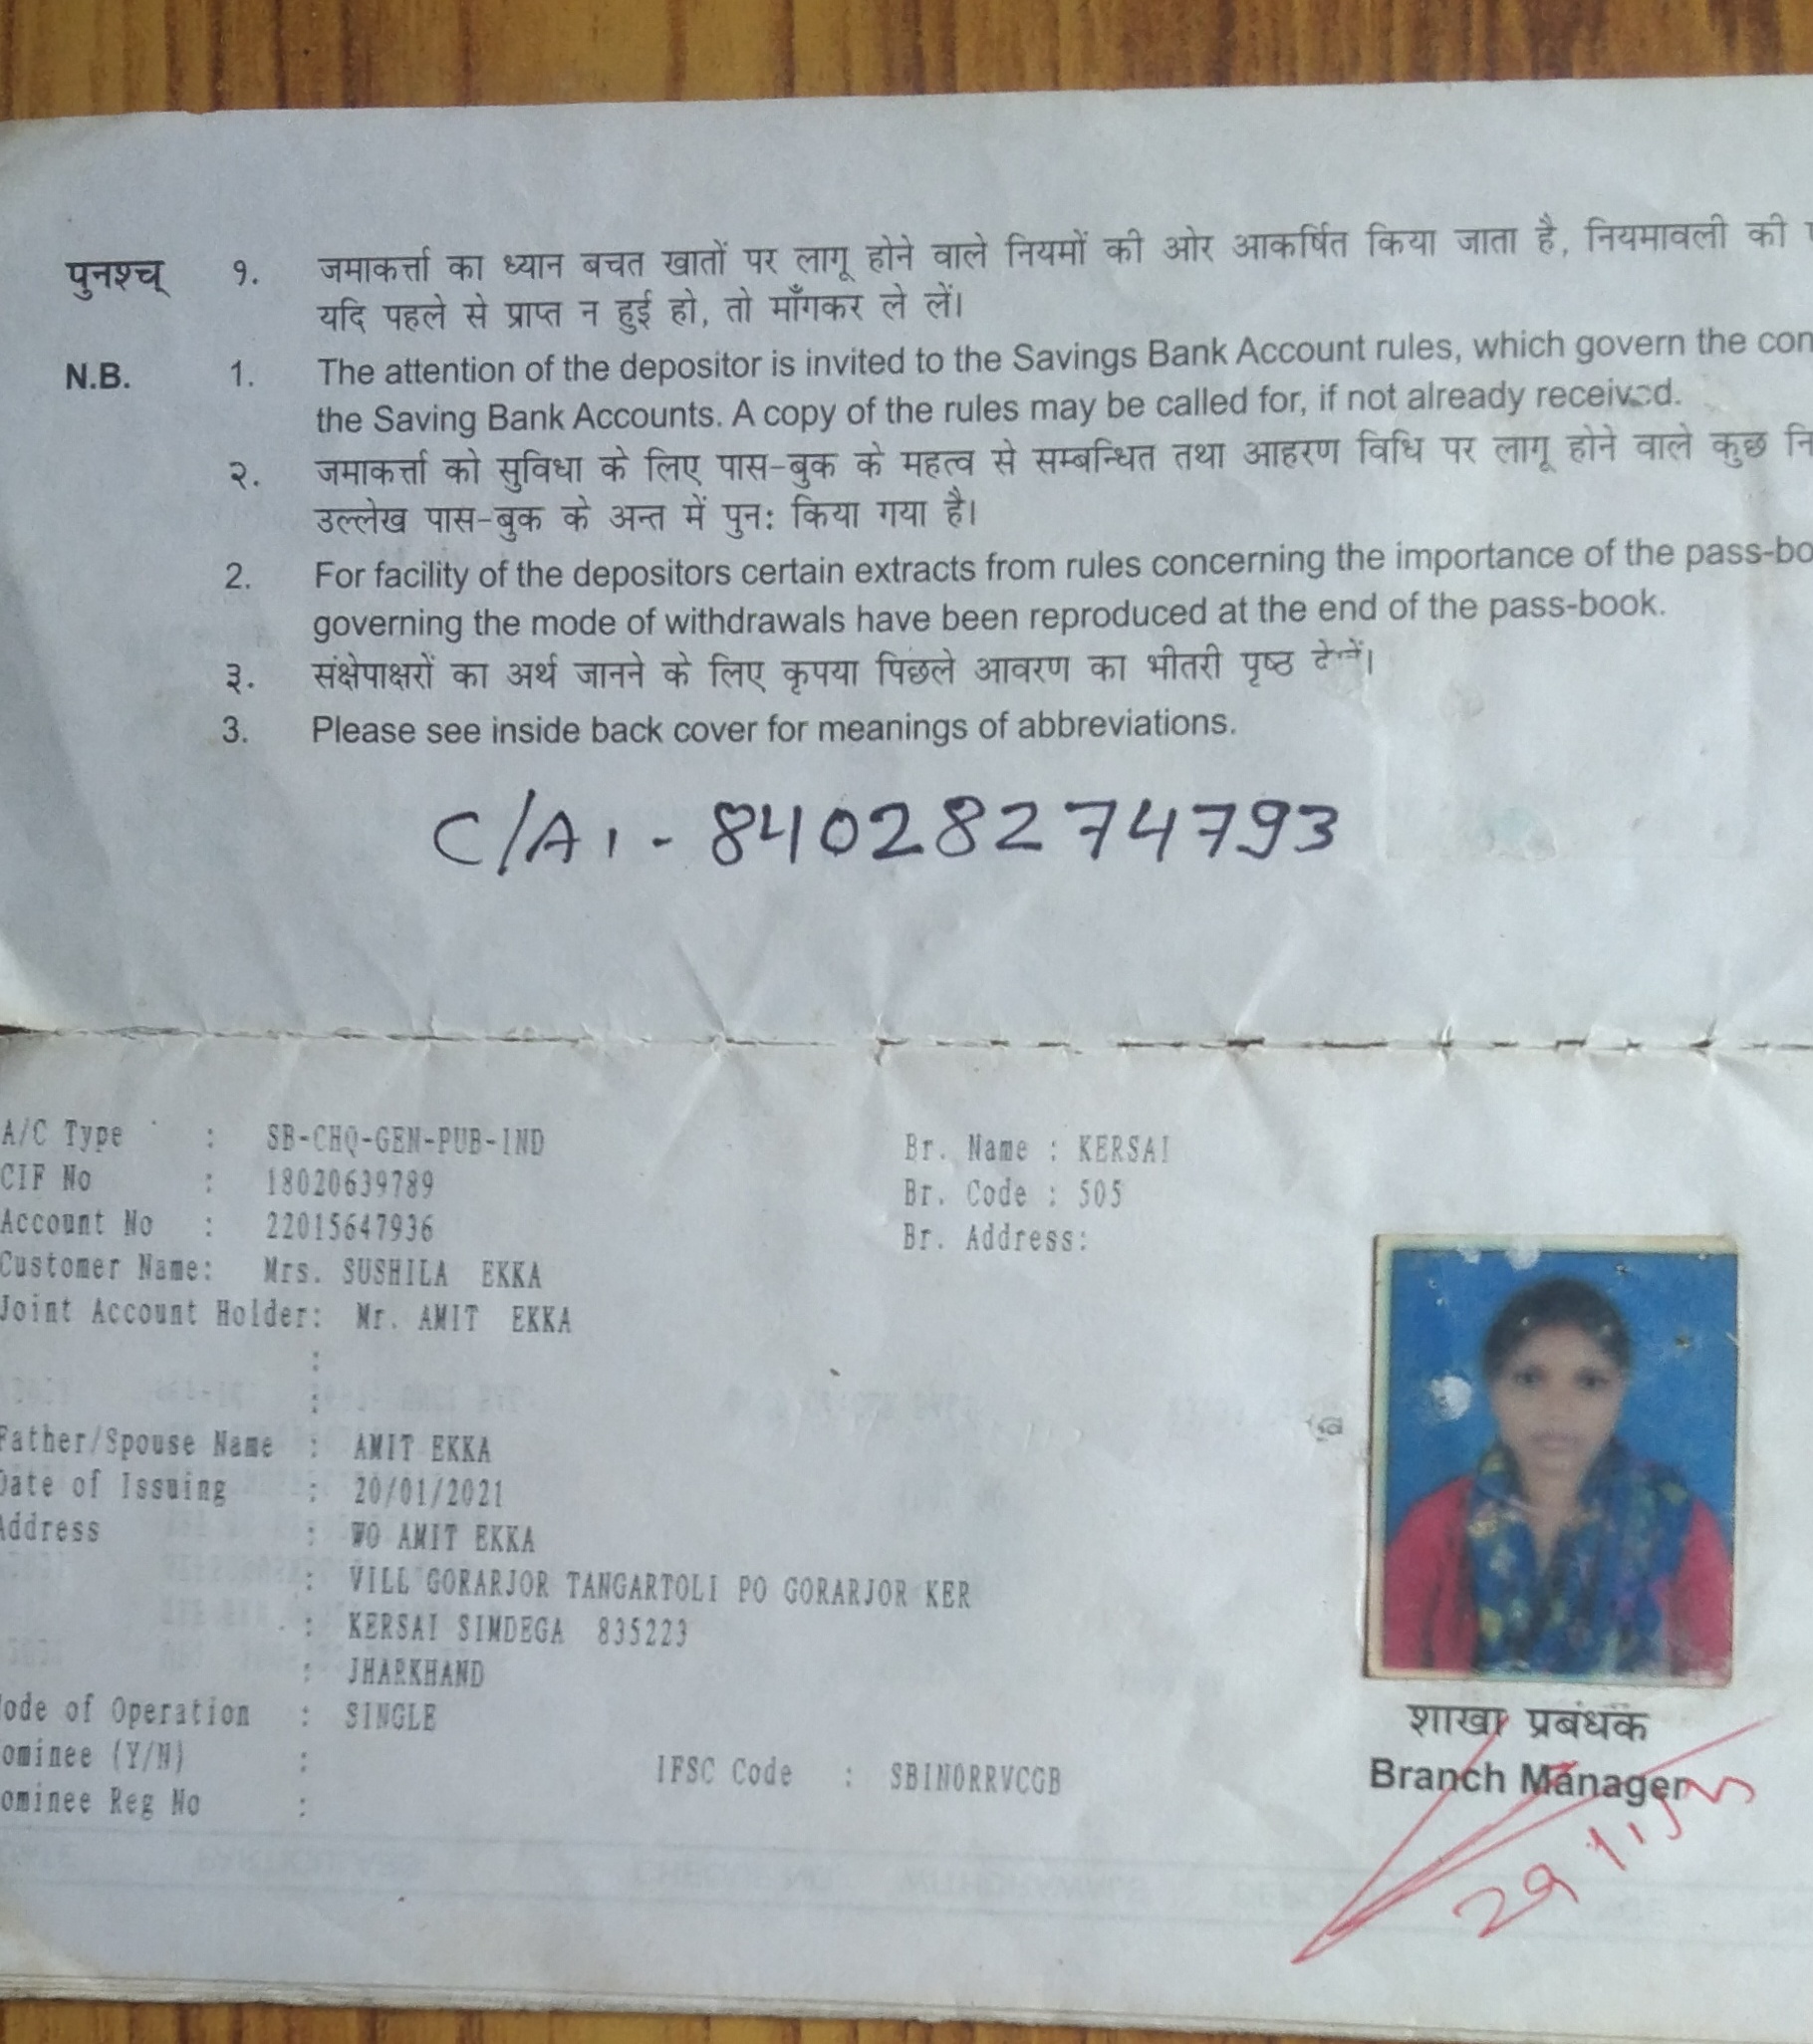 पुनश्च् १. जमाकर्त्ता का ध्यान बचत खातों पर लागू होने वाले नियमों की ओर आकर्षित किया जाता है, नियमावली की
यदि पहले से प्राप्त न हुई हो, तो माँगकर ले लें।
N.B. 1. The attention of the depositor is invited to the Savings Bank Account rules, which govern the con
the Saving Bank Accounts. A copy of the rules may be called for, if not already received.
२. जमाकर्त्ता को सुविधा के लिए पास-बुक के महत्व से सम्बन्धित तथा आहरण विधि पर लागू होने वाले कुछ नि
उल्लेख पास-बुक के अन्त में पुन: किया गया है।
2. For facility of the depositors certain extracts from rules concerning the importance of the pass-bo
governing the mode of withdrawals have been reproduced at the end of the pass-book.
३. संक्षेपाक्षरों का अर्थ जानने के लिए कृपया पिछले आवरण का भीतरी पृष्ठ देखें।
3. Please see inside back cover for meanings of abbreviations.
C/A1 - 84028274793
A/C Type : SB-CHQ-GEN-PUB-IND Br. Name : KERSAI
CIF No : 18020639789 Br. Code : 505
Account No : 22015647936 Br. Address:
Customer Name: Mrs. SUSHILA EKKA
Joint Account Holder: Mr. AMIT EKKA
:
:
Father/Spouse Name : AMIT EKKA
Date of Issuing : 20/01/2021
Address : WO AMIT EKKA
: VILL GORARJOR TANGARTOLI PO GORARJOR KER
: KERSAI SIMDEGA 835223
: JHARKHAND
ode of Operation : SINGLE
ominee (Y/N) : IFSC Code : SBIN0RRVCGB
ominee Reg No :
शाखा प्रबंधक
Branch Manager